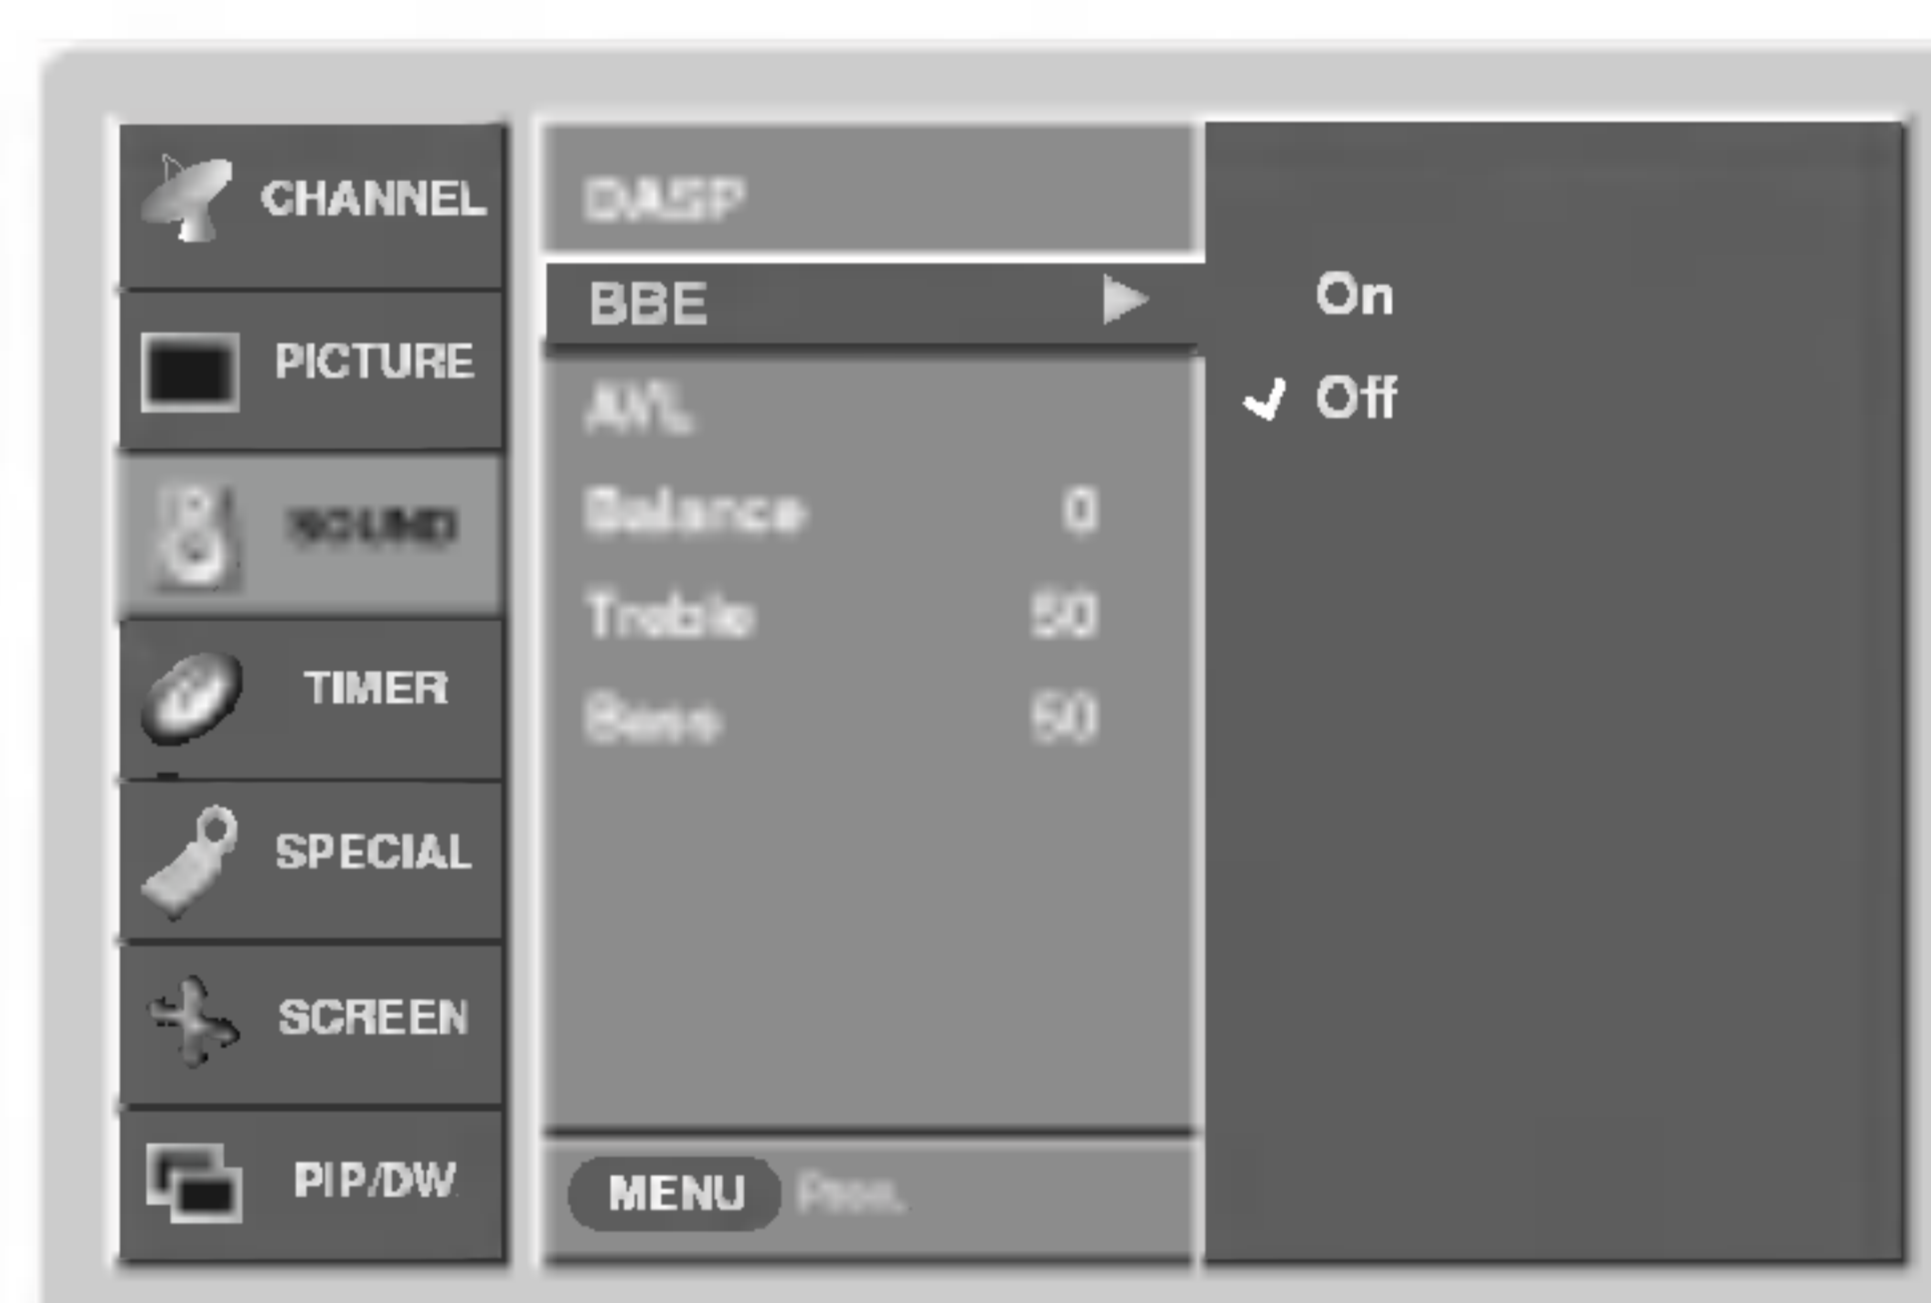 CHANNEL
PICTURE
SOUND
TIMER
SPECIAL
SCREEN
PIP/DW
DASP
BBE
AVL
Balance 0
Treble 50
Bass 50
MENU
On
Off